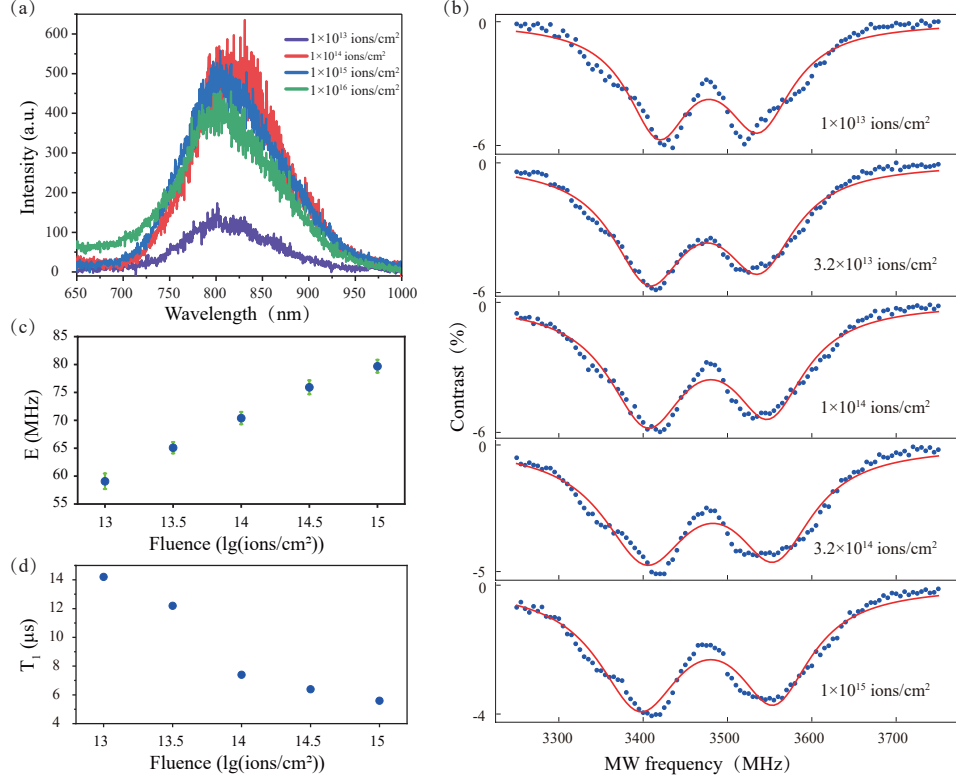 (a)
Intensity (a.u.)
600
500
400
300
200
100
0
1×10¹³ ions/cm²
1×10¹⁴ ions/cm²
1×10¹⁵ ions/cm²
1×10¹⁶ ions/cm²
650 700 750 800 850 900 950 1000
Wavelength (nm)
(b)
Contrast (%)
0
-6
1×10¹³ ions/cm²
0
-6
3.2×10¹³ ions/cm²
0
-6
1×10¹⁴ ions/cm²
0
-5
3.2×10¹⁴ ions/cm²
0
-4
1×10¹⁵ ions/cm²
3300 3400 3500 3600 3700
MW frequency (MHz)
(c)
E (MHz)
85
80
75
70
65
60
55
13 13.5 14 14.5 15
Fluence (lg(ions/cm²))
(d)
T₁ (μs)
14
12
10
8
6
4
13 13.5 14 14.5 15
Fluence (lg(ions/cm²))